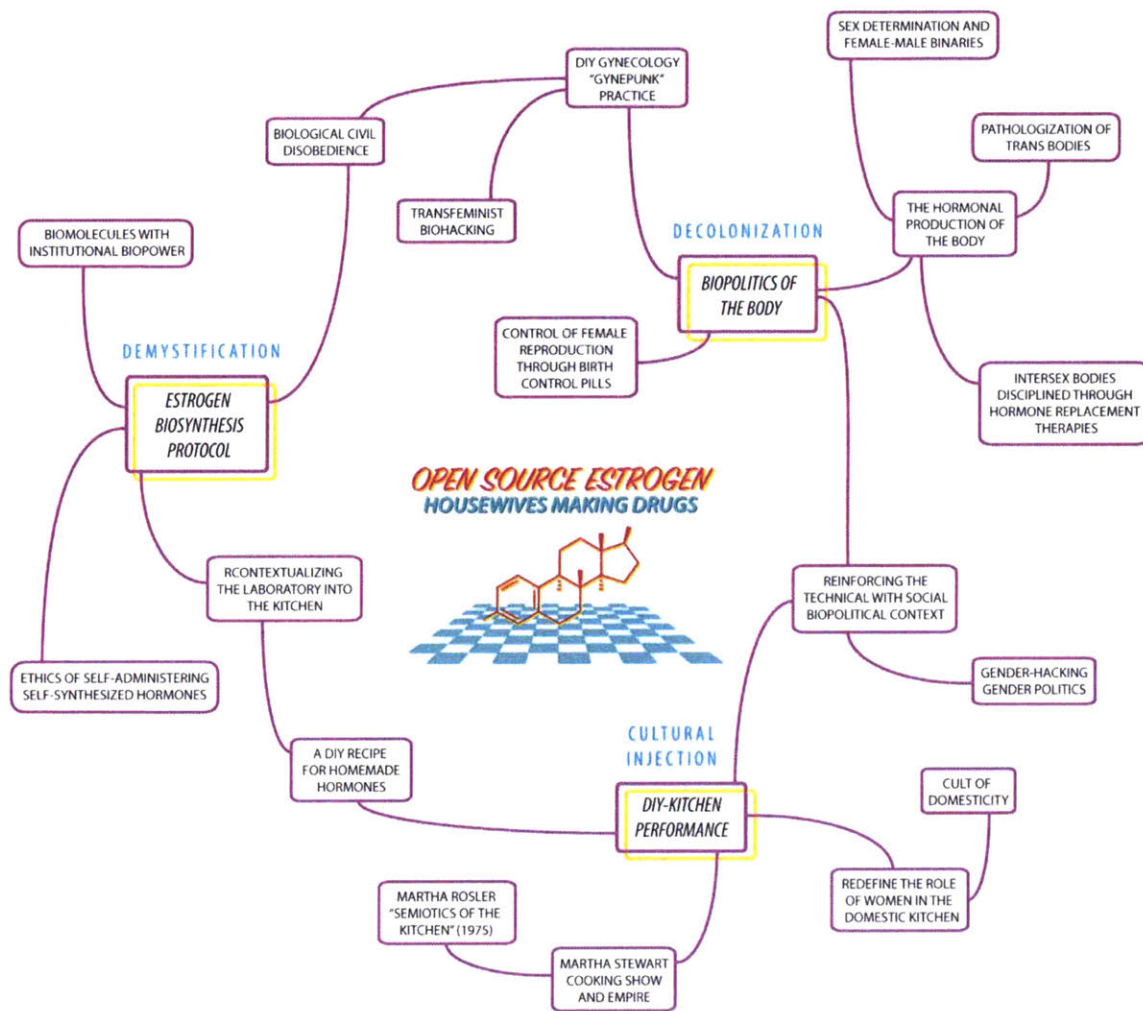 SEX DETERMINATION AND
FEMALE-MALE BINARIES
DIY GYNECOLOGY
"GYNEPUNK"
PRACTICE
BIOLOGICAL CIVIL
DISOBEDIENCE
PATHOLOGIZATION OF
TRANS BODIES
TRANSFEMINIST
BIOHACKING
THE HORMONAL
PRODUCTION OF
THE BODY
BIOMOLECULES WITH
INSTITUTIONAL BIOPOWER
DECOLONIZATION
BIOPOLITICS OF
THE BODY
CONTROL OF FEMALE
REPRODUCTION
THROUGH BIRTH
CONTROL PILLS
DEMYSTIFICATION
ESTROGEN
BIOSYNTHESIS
PROTOCOL
INTERSEX BODIES
DISCIPLINED THROUGH
HORMONE REPLACEMENT
THERAPIES
OPEN SOURCE ESTROGEN
HOUSEWIVES MAKING DRUGS
RCONTEXTUALIZING
THE LABORATORY INTO
THE KITCHEN
REINFORCING THE
TECHNICAL WITH SOCIAL
BIOPOLITICAL CONTEXT
ETHICS OF SELF-ADMINISTERING
SELF-SYNTHESIZED HORMONES
GENDER-HACKING
GENDER POLITICS
CULTURAL
INJECTION
A DIY RECIPE
FOR HOMEMADE
HORMONES
DIY-KITCHEN
PERFORMANCE
CULT OF
DOMESTICITY
REDEFINE THE ROLE
OF WOMEN IN THE
DOMESTIC KITCHEN
MARTHA ROSLER
"SEMIOTICS OF THE
KITCHEN" (1975)
MARTHA STEWART
COOKING SHOW
AND EMPIRE